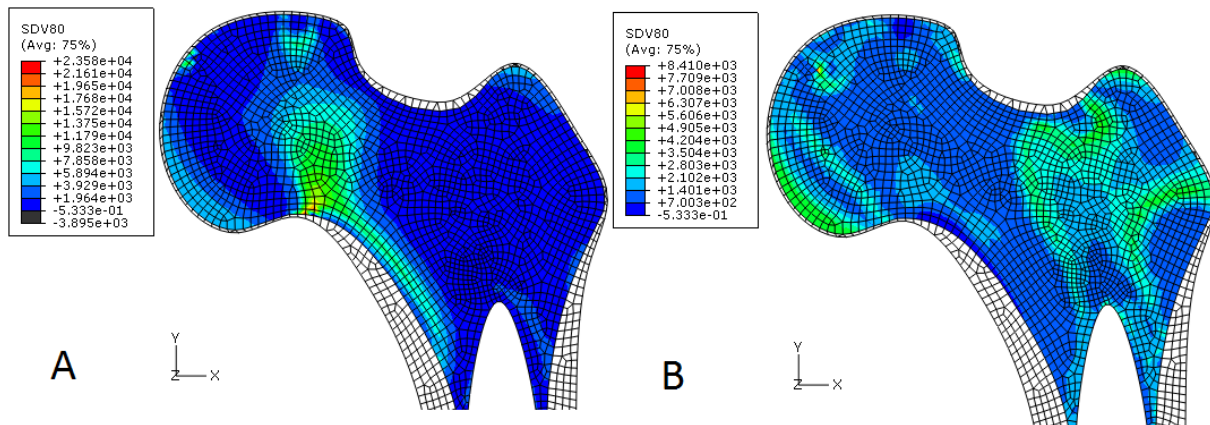 SDV80
(Avg: 75%)
+2.358e+04
+2.161e+04
+1.965e+04
+1.768e+04
+1.572e+04
+1.375e+04
+1.179e+04
+9.823e+03
+7.858e+03
+5.894e+03
+3.929e+03
+1.964e+03
-5.333e-01
-3.895e+03
Y
Z
X
A
SDV80
(Avg: 75%)
+8.410e+03
+7.709e+03
+7.008e+03
+6.307e+03
+5.606e+03
+4.905e+03
+4.204e+03
+3.504e+03
+2.803e+03
+2.102e+03
+1.401e+03
+7.003e+02
-5.333e-01
Y
Z
X
B